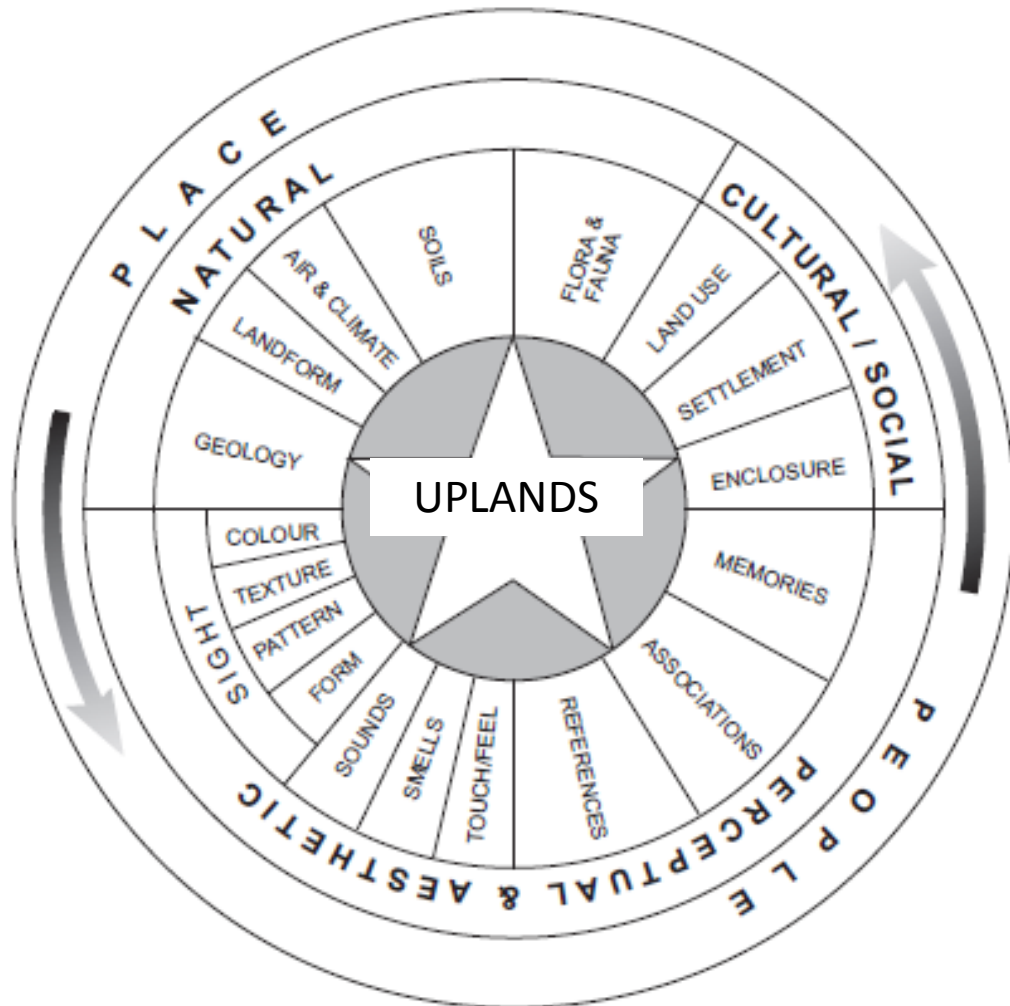 PLACE
NATURAL
CULTURAL / SOCIAL
SOILS
FLORA &
FAUNA
AIR & CLIMATE
LAND USE
LANDFORM
SETTLEMENT
GEOLOGY
ENCLOSURE
UPLANDS
COLOUR
TEXTURE
PATTERN
FORM
SIGHT
SOUNDS
SMELLS
TOUCH/FEEL
REFERENCES
ASSOCIATIONS
MEMORIES
PERCEPTUAL & AESTHETIC
PEOPLE